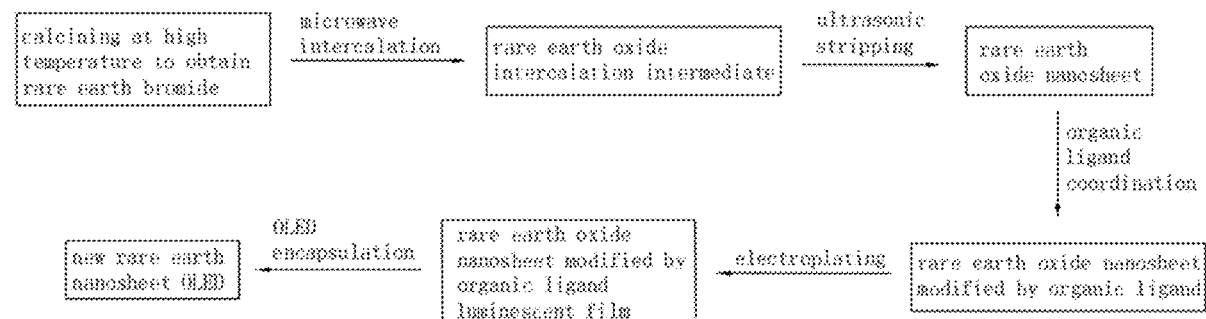 calcining at high
temperature to obtain
rare earth bromide
microwave
intercalation
rare earth oxide
intercalation intermediate
ultrasonic
stripping
rare earth
oxide nanosheet
organic
ligand
coordination
rare earth oxide nanosheet
modified by organic ligand
electroplating
rare earth oxide
nanosheet modified by
organic ligand
luminescent film
OLED
encapsulation
new rare earth
nanosheet OLED